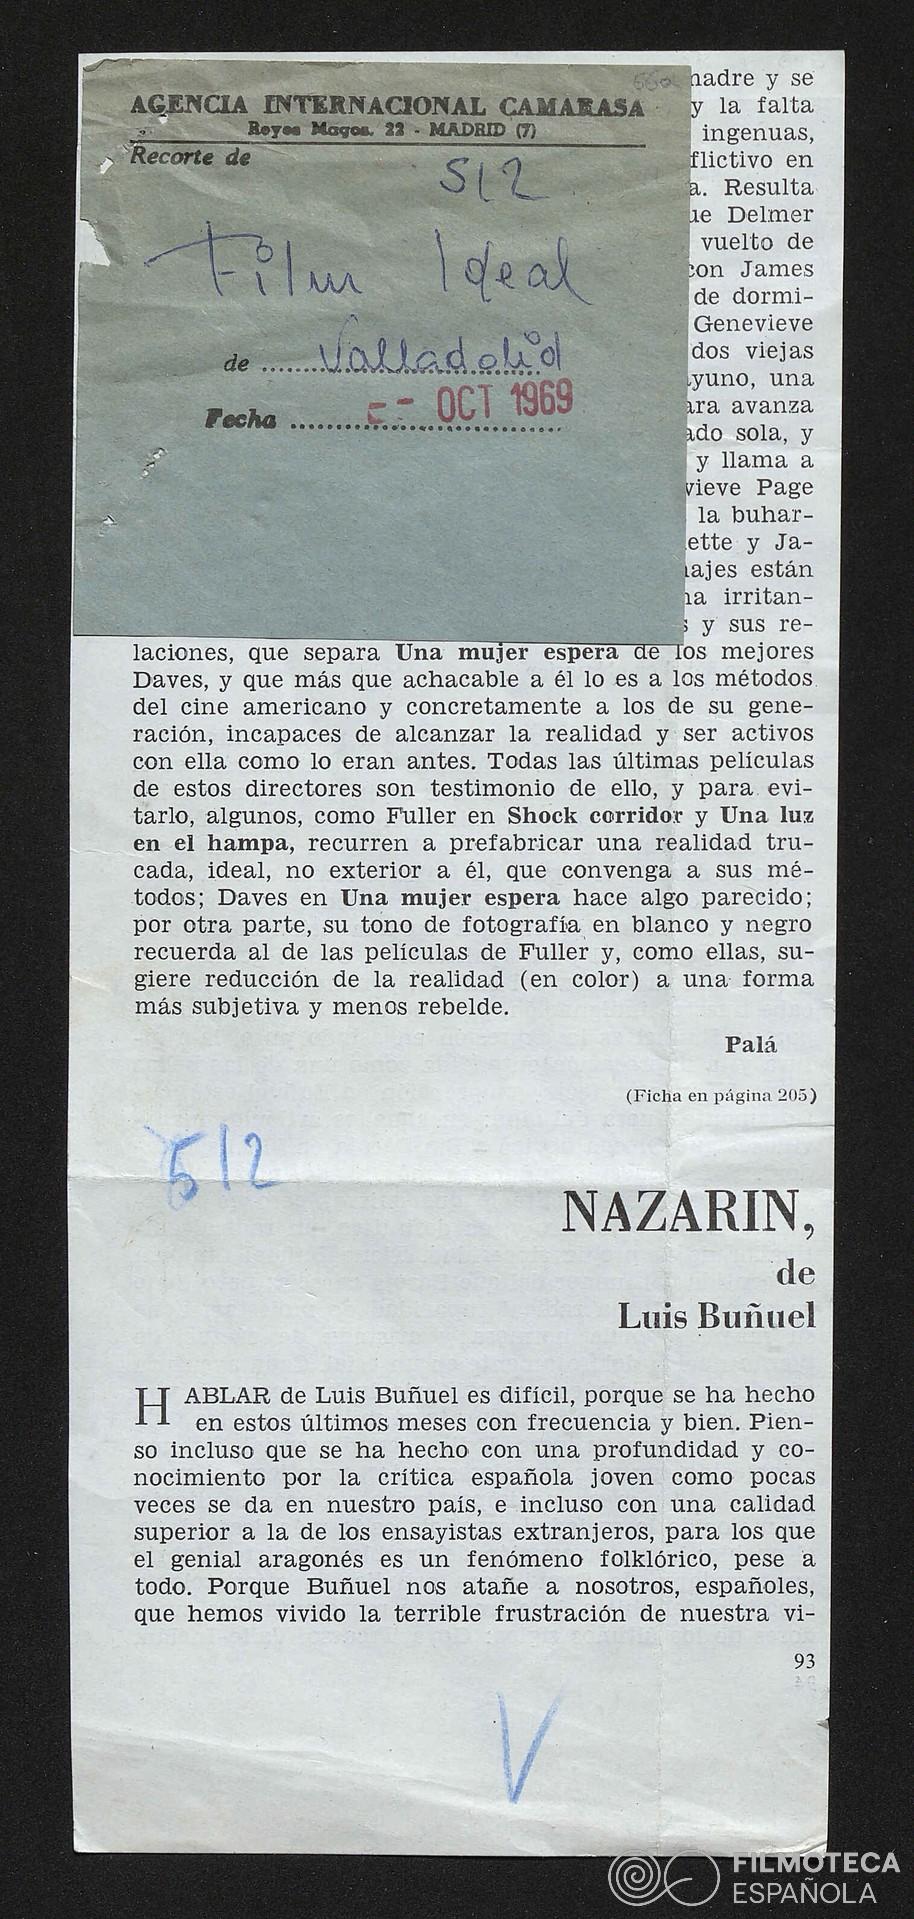 AGENCIA INTERNACIONAL CAMARASA
Reyes Magos, 22 - MADRID (7)
Recorte de
512
Film Ideal
de Valladolid
Fecha - OCT 1969
madre y se
y la falta
ingenuas,
flictivo en
a. Resulta
ue Delmer
vuelto de
con James
de dormi-
Genevieve
dos viejas
yuno, una
ara avanza
ado sola, y
y llama a
vieve Page
la buhar-
ette y Ja-
najes están
na irritan-
s y sus re-
laciones, que separa Una mujer espera de los mejores
Daves, y que más que achacable a él lo es a los métodos
del cine americano y concretamente a los de su gene-
ración, incapaces de alcanzar la realidad y ser activos
con ella como lo eran antes. Todas las últimas películas
de estos directores son testimonio de ello, y para evi-
tarlo, algunos, como Fuller en Shock corridor y Una luz
en el hampa, recurren a prefabricar una realidad tru-
cada, ideal, no exterior a él, que convenga a sus mé-
todos; Daves en Una mujer espera hace algo parecido;
por otra parte, su tono de fotografía en blanco y negro
recuerda al de las películas de Fuller y, como ellas, su-
giere reducción de la realidad (en color) a una forma
más subjetiva y menos rebelde.
Palá
(Ficha en página 205)
512
NAZARIN,
de
Luis Buñuel
HABLAR de Luis Buñuel es difícil, porque se ha hecho
en estos últimos meses con frecuencia y bien. Pien-
so incluso que se ha hecho con una profundidad y co-
nocimiento por la crítica española joven como pocas
veces se da en nuestro país, e incluso con una calidad
superior a la de los ensayistas extranjeros, para los que
el genial aragonés es un fenómeno folklórico, pese a
todo. Porque Buñuel nos atañe a nosotros, españoles,
que hemos vivido la terrible frustración de nuestra vi-
93
V
FILMOTECA
ESPAÑOLA